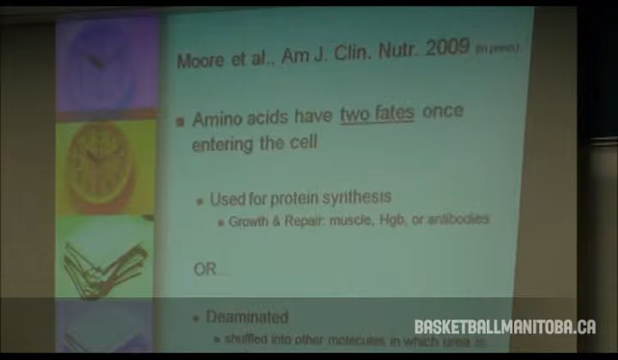 Moore et al., Am J. Clin. Nutr. 2009 (in press)
Amino acids have two fates once
entering the cell
Used for protein synthesis
Growth & Repair: muscle, Hgb, or antibodies
OR...
Deaminated
shuffled into other molecules in which urea is
BASKETBALLMANITOBA.CA